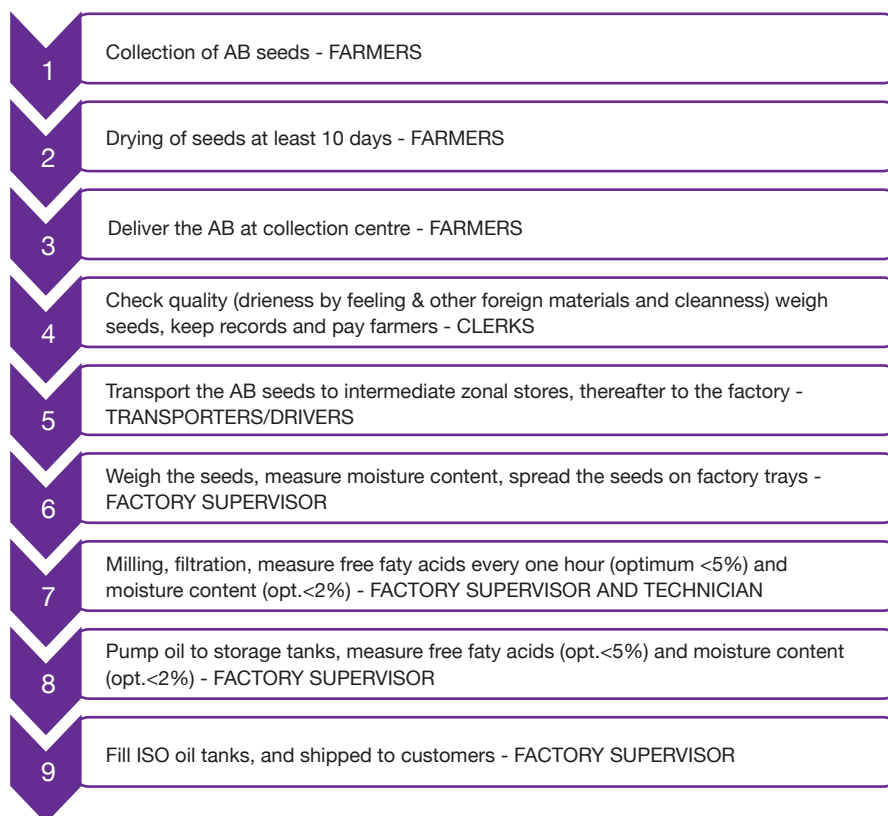 1
Collection of AB seeds - FARMERS
2
Drying of seeds at least 10 days - FARMERS
3
Deliver the AB at collection centre - FARMERS
4
Check quality (drieness by feeling & other foreign materials and cleanness) weigh
seeds, keep records and pay farmers - CLERKS
5
Transport the AB seeds to intermediate zonal stores, thereafter to the factory -
TRANSPORTERS/DRIVERS
6
Weigh the seeds, measure moisture content, spread the seeds on factory trays -
FACTORY SUPERVISOR
7
Milling, filtration, measure free faty acids every one hour (optimum <5%) and
moisture content (opt.<2%) - FACTORY SUPERVISOR AND TECHNICIAN
8
Pump oil to storage tanks, measure free faty acids (opt.<5%) and moisture content
(opt.<2%) - FACTORY SUPERVISOR
9
Fill ISO oil tanks, and shipped to customers - FACTORY SUPERVISOR